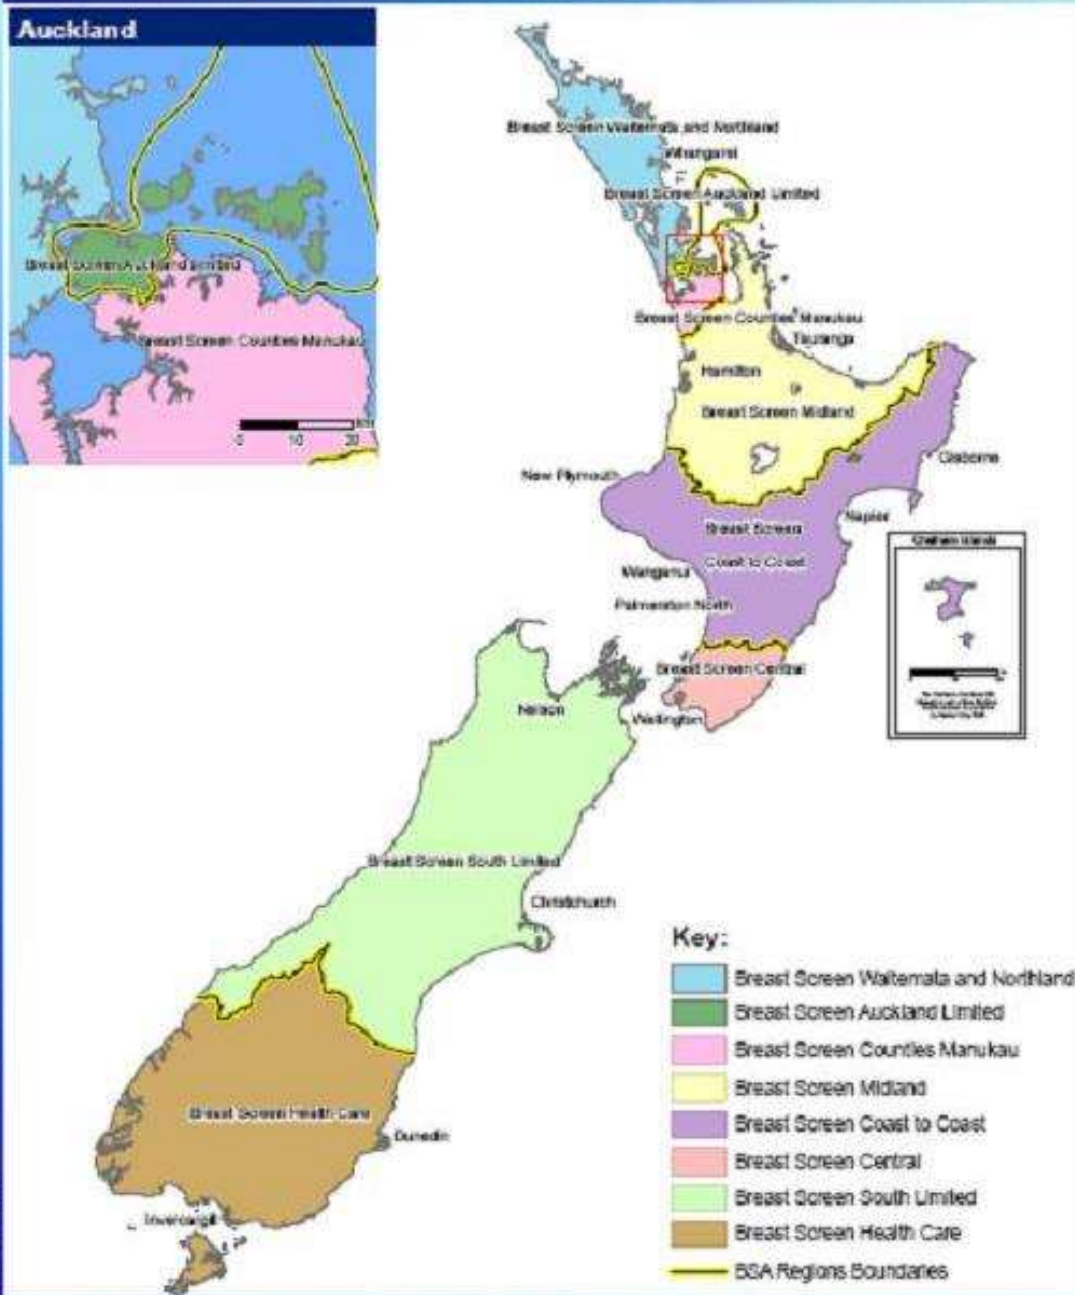 Auckland
Breast Screen Auckland Limited
Breast Screen Counties Manukau
0 10 20
Breast Screen Waitemata and Northland
Whangarei
Breast Screen Auckland Limited
Breast Screen Counties Manukau
Tauranga
Hamilton
Breast Screen Midland
Gisborne
New Plymouth
Napier
Breast Screen
Coast to Coast
Chatham Islands
Wanganui
Palmerston North
Breast Screen Central
Nelson
Wellington
Breast Screen South Limited
Christchurch
Breast Screen Health Care
Dunedin
Invercargill
Key:
Breast Screen Waitemata and Northland
Breast Screen Auckland Limited
Breast Screen Counties Manukau
Breast Screen Midland
Breast Screen Coast to Coast
Breast Screen Central
Breast Screen South Limited
Breast Screen Health Care
BSA Regions Boundaries